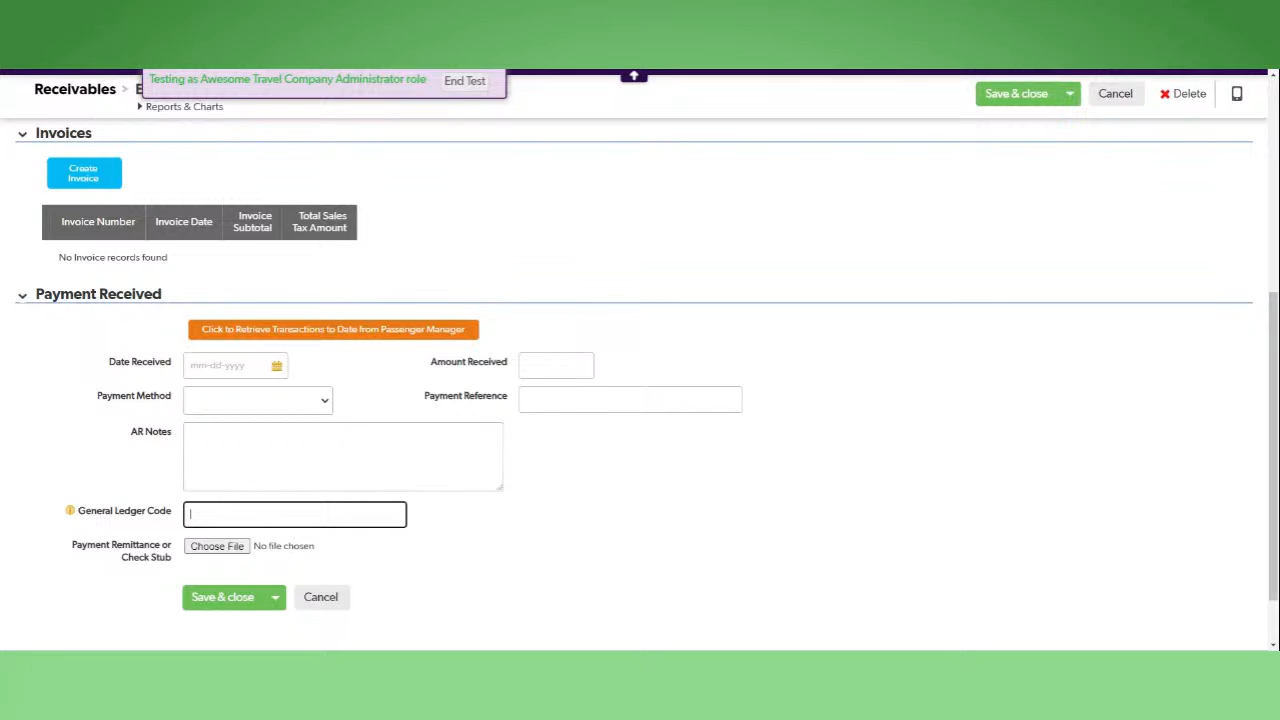 Testing as Awesome Travel Company Administrator role End Test
Receivables >
Reports & Charts
Save & close Cancel Delete
Invoices
Create
Invoice
Invoice Number Invoice Date Invoice Subtotal Total Sales Tax Amount
No Invoice records found
Payment Received
Click to Retrieve Transactions to Date from Passenger Manager
Date Received mm-dd-yyyy Amount Received
Payment Method Payment Reference
AR Notes
General Ledger Code
Payment Remittance or
Check Stub Choose File No file chosen
Save & close Cancel